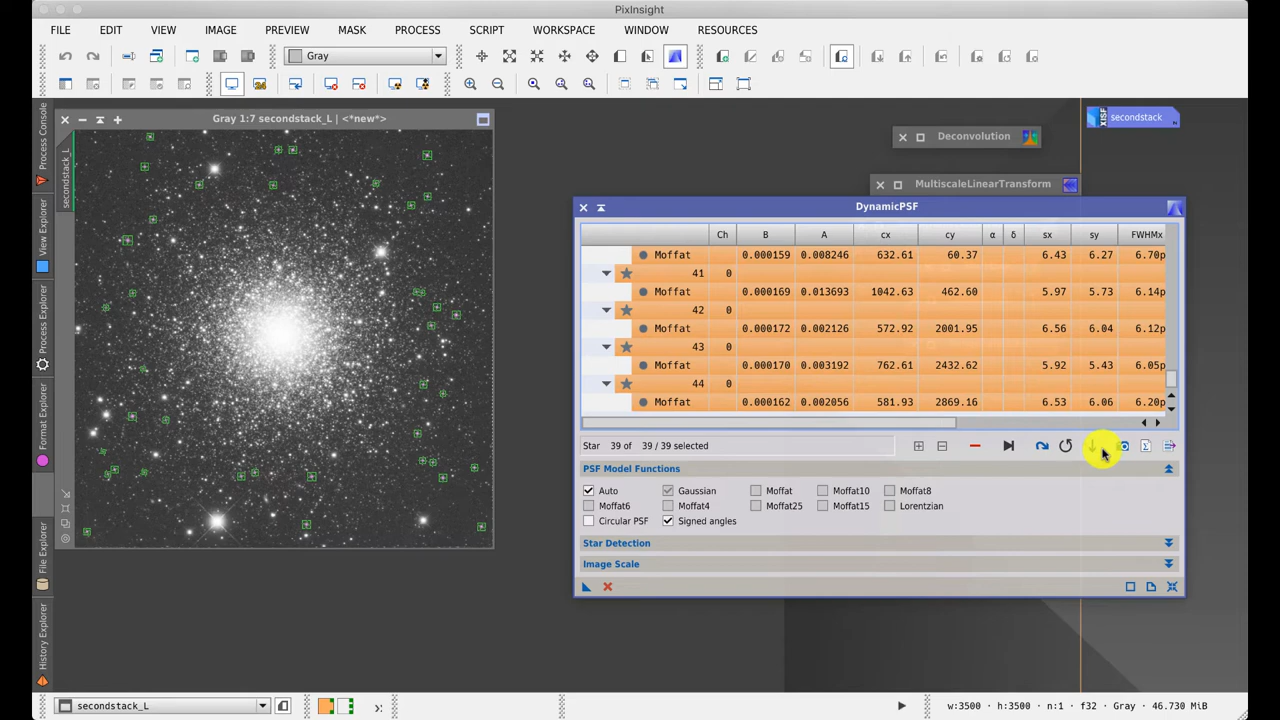 PixInsight
FILE EDIT VIEW IMAGE PREVIEW MASK PROCESS SCRIPT WORKSPACE WINDOW RESOURCES
Gray
Process Console
View Explorer
Process Explorer
Format Explorer
File Explorer
History Explorer
Gray 1:7 secondstack_L | <*new*>
secondstack_L
XISF secondstack
Deconvolution
MultiscaleLinearTransform
DynamicPSF
Ch B A cx cy α δ sx sy FWHMx
Moffat 0.000159 0.008246 632.61 60.37 6.43 6.27 6.70p
41 0
Moffat 0.000169 0.013693 1042.63 462.60 5.97 5.73 6.14p
42 0
Moffat 0.000172 0.002126 572.92 2001.95 6.56 6.04 6.12p
43 0
Moffat 0.000170 0.003192 762.61 2432.62 5.92 5.43 6.05p
44 0
Moffat 0.000162 0.002056 581.93 2869.16 6.53 6.06 6.20p
Star 39 of 39 / 39 selected
Σ
PSF Model Functions
Auto Gaussian Moffat Moffat10 Moffat8
Moffat6 Moffat4 Moffat25 Moffat15 Lorentzian
Circular PSF Signed angles
Star Detection
Image Scale
secondstack_L
w:3500 · h:3500 · n:1 · f32 · Gray · 46.730 MiB